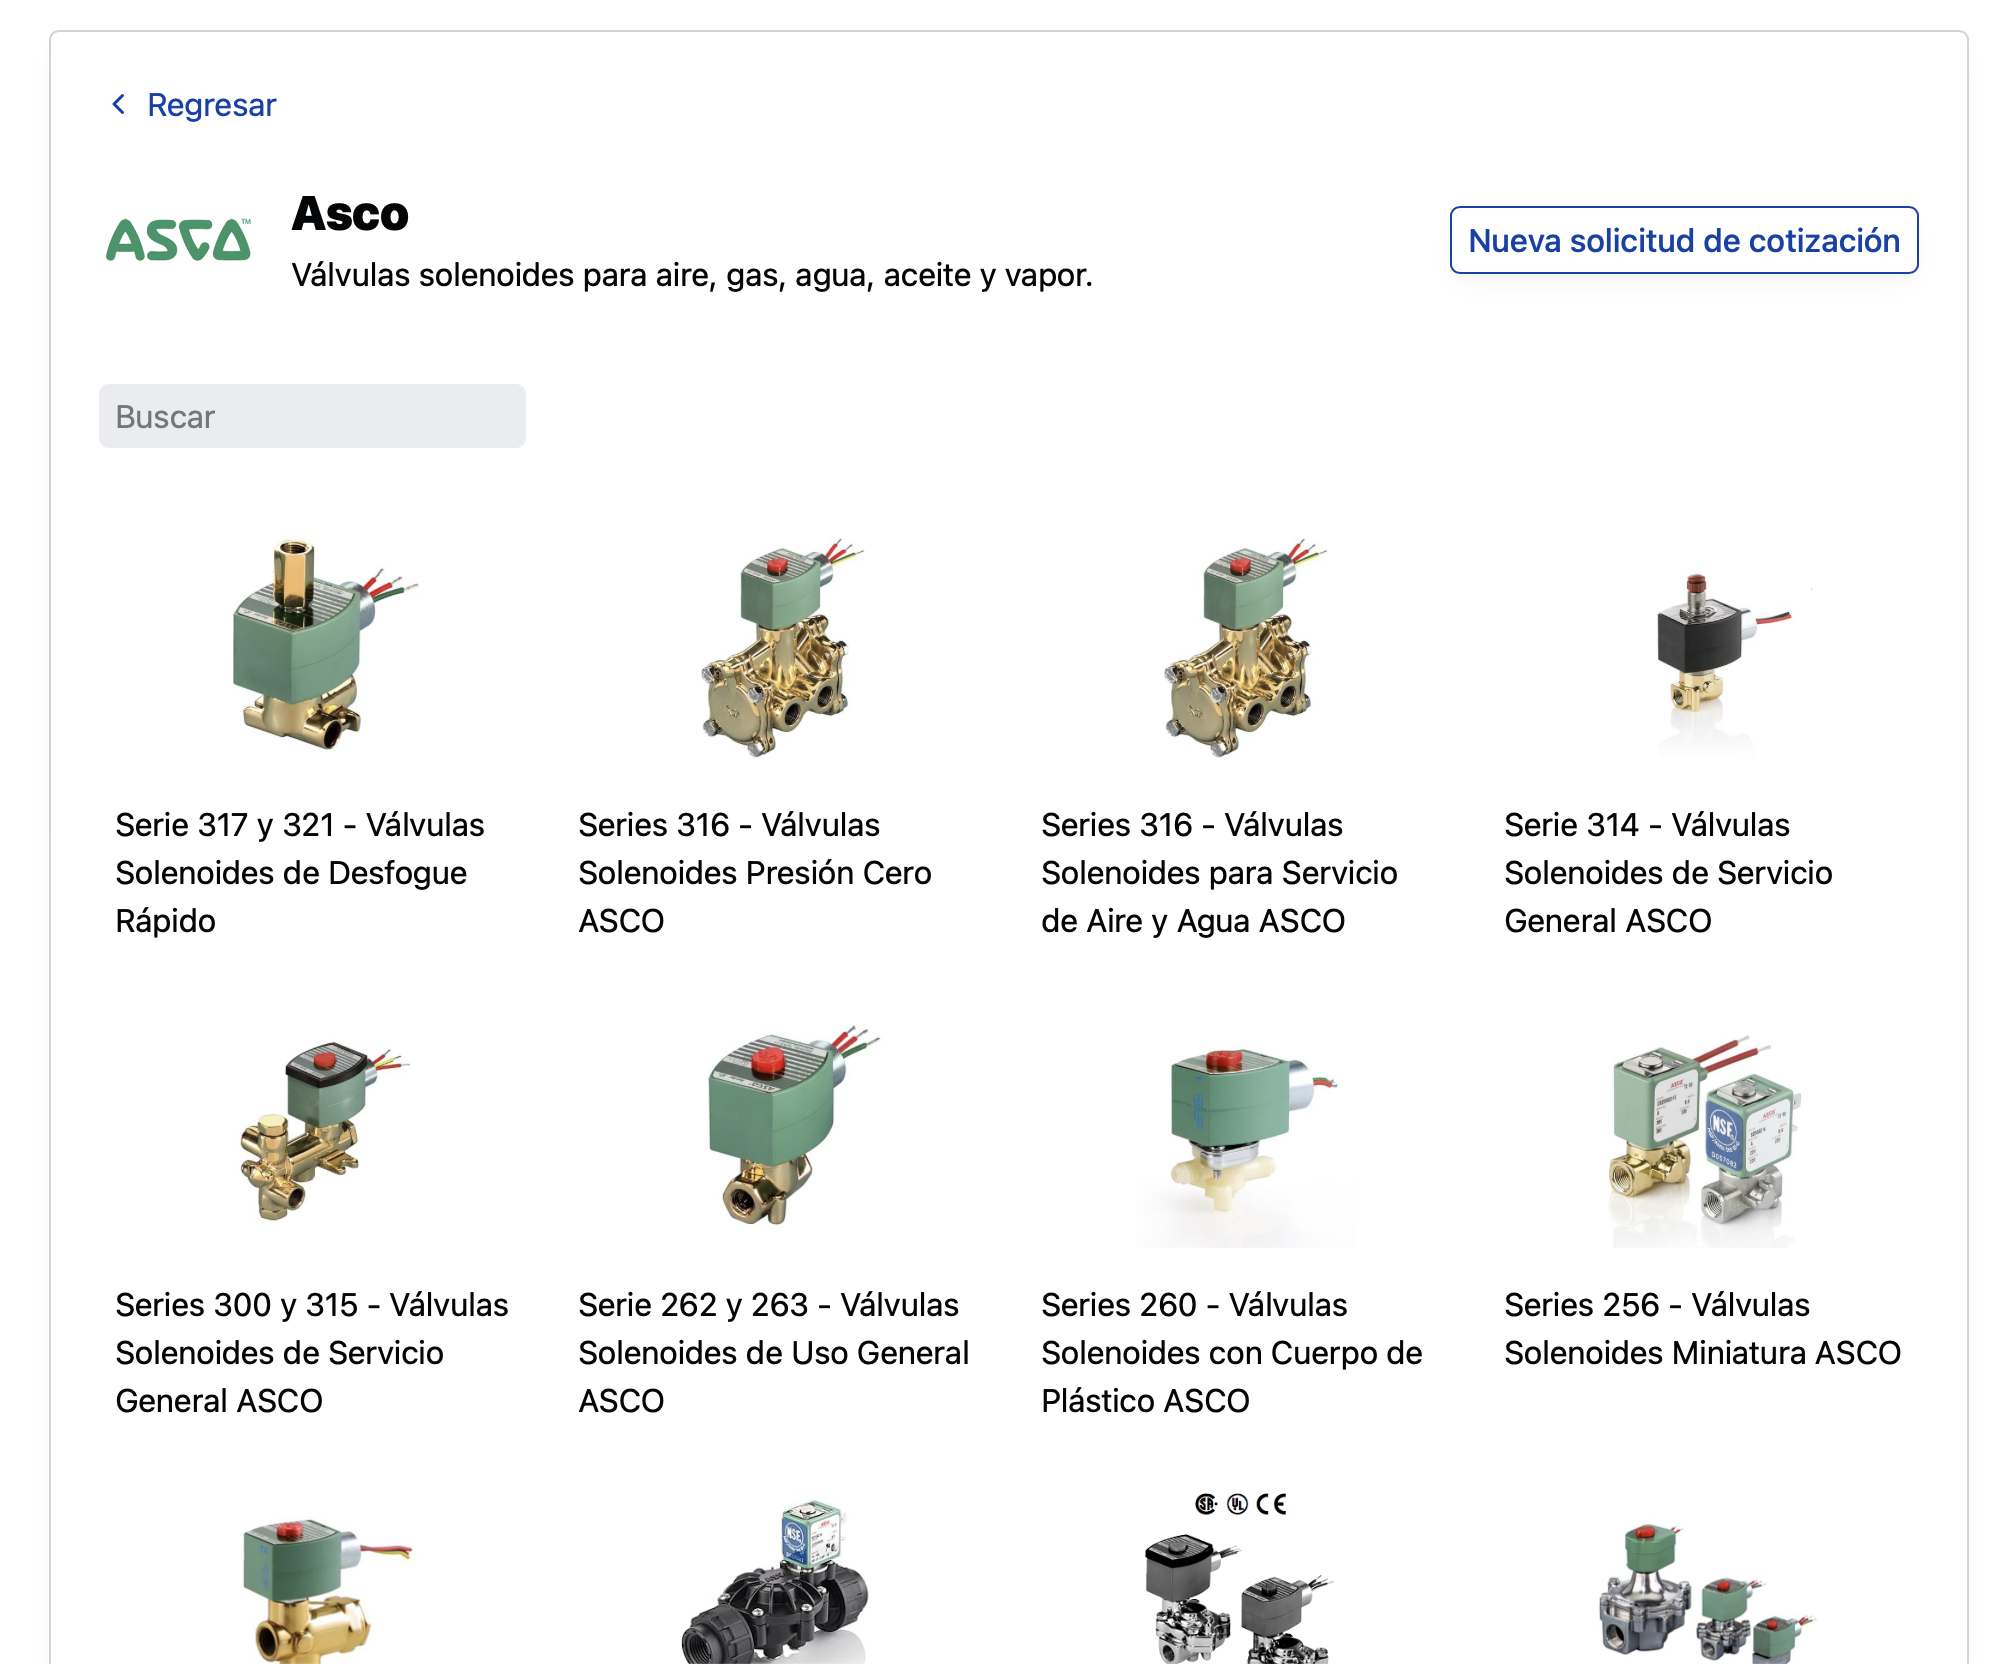 Regresar
ASCO™
Asco
Válvulas solenoides para aire, gas, agua, aceite y vapor.
Nueva solicitud de cotización
Buscar
Serie 317 y 321 - Válvulas
Solenoides de Desfogue
Rápido
Series 316 - Válvulas
Solenoides Presión Cero
ASCO
Series 316 - Válvulas
Solenoides para Servicio
de Aire y Agua ASCO
Serie 314 - Válvulas
Solenoides de Servicio
General ASCO
NSF
Series 300 y 315 - Válvulas
Solenoides de Servicio
General ASCO
Serie 262 y 263 - Válvulas
Solenoides de Uso General
ASCO
Series 260 - Válvulas
Solenoides con Cuerpo de
Plástico ASCO
Series 256 - Válvulas
Solenoides Miniatura ASCO
NSF
UL CE